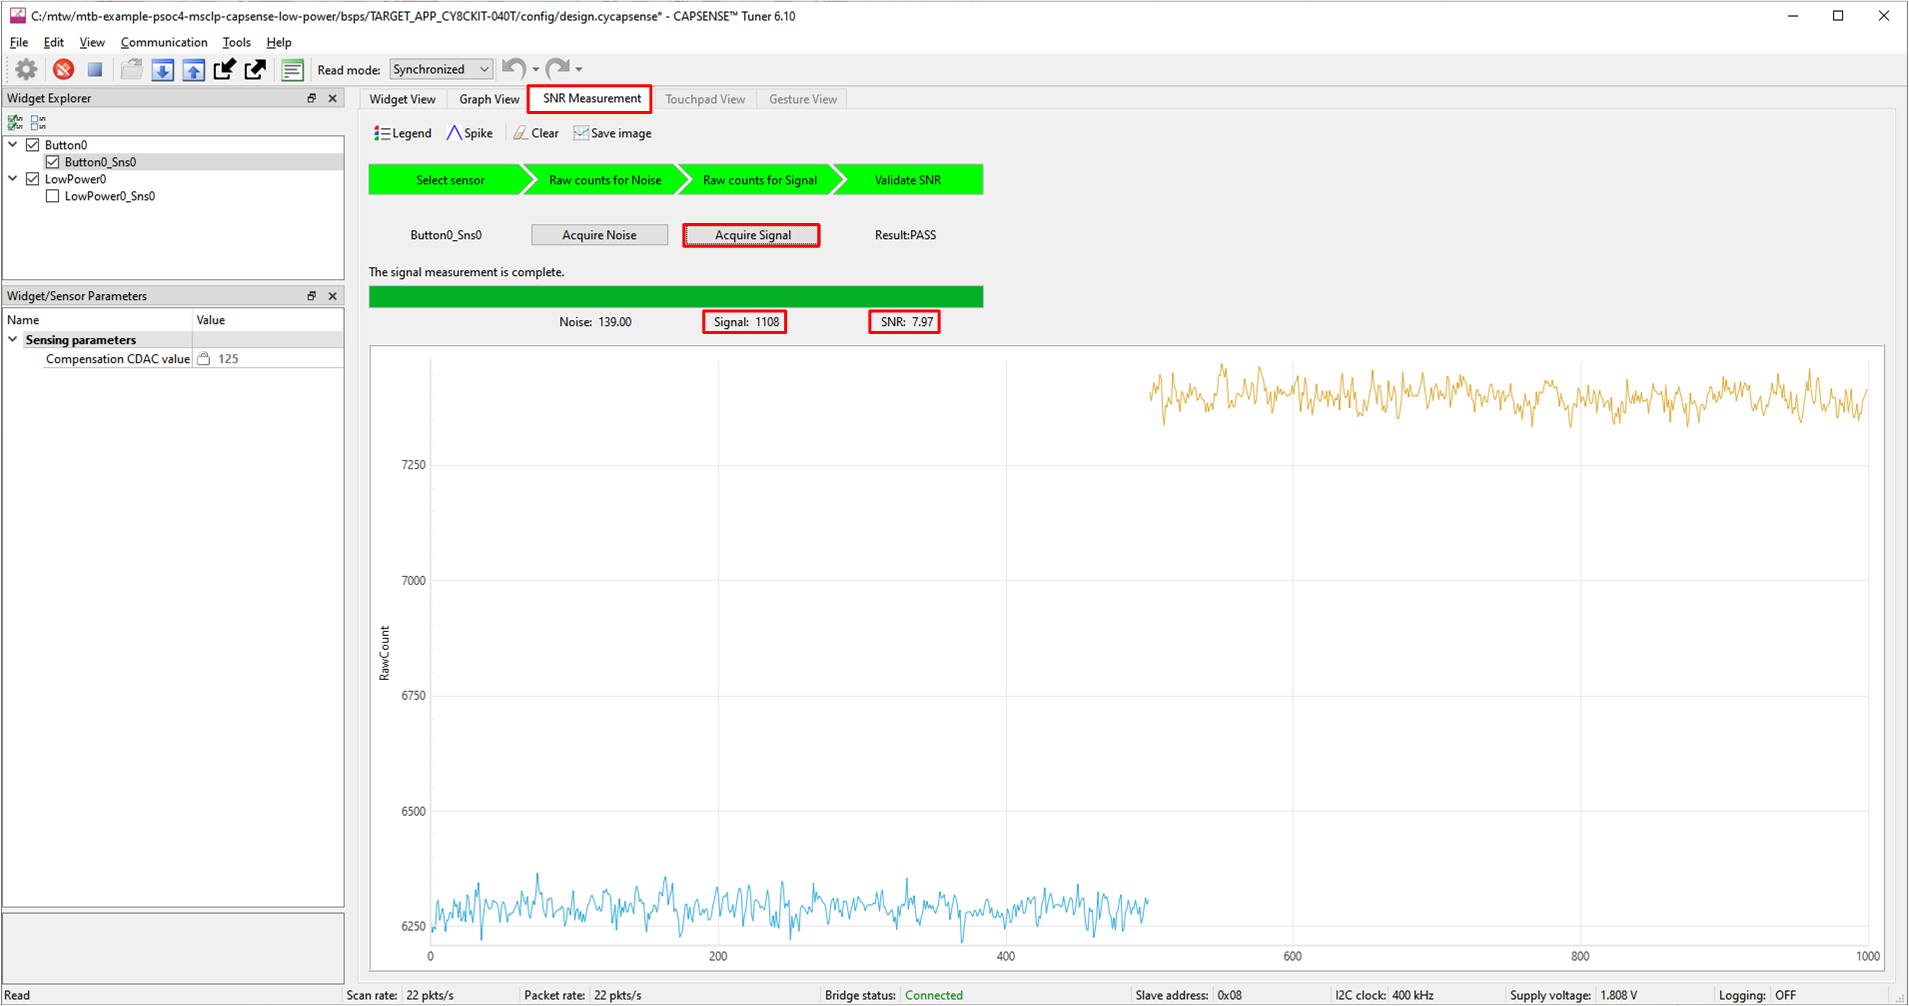 C:/mtw/mtb-example-psoc4-msclp-capsense-low-power/bsps/TARGET_APP_CY8CKIT-040T/config/design.cycapsense* - CAPSENSE™ Tuner 6.10
File Edit View Communication Tools Help
Read mode: Synchronized
Widget Explorer
Button0
Button0_Sns0
LowPower0
LowPower0_Sns0
Widget/Sensor Parameters
Name Value
Sensing parameters
Compensation CDAC value 125
Widget View Graph View SNR Measurement Touchpad View Gesture View
Legend Spike Clear Save image
Select sensor Raw counts for Noise Raw counts for Signal Validate SNR
Button0_Sns0 Acquire Noise Acquire Signal Result:PASS
The signal measurement is complete.
Noise: 139.00 Signal: 1108 SNR: 7.97
RawCount
7250
7000
6750
6500
6250
0 200 400 600 800 1000
Read Scan rate: 22 pkts/s Packet rate: 22 pkts/s Bridge status: Connected Slave address: 0x08 I2C clock: 400 kHz Supply voltage: 1.808 V Logging: OFF